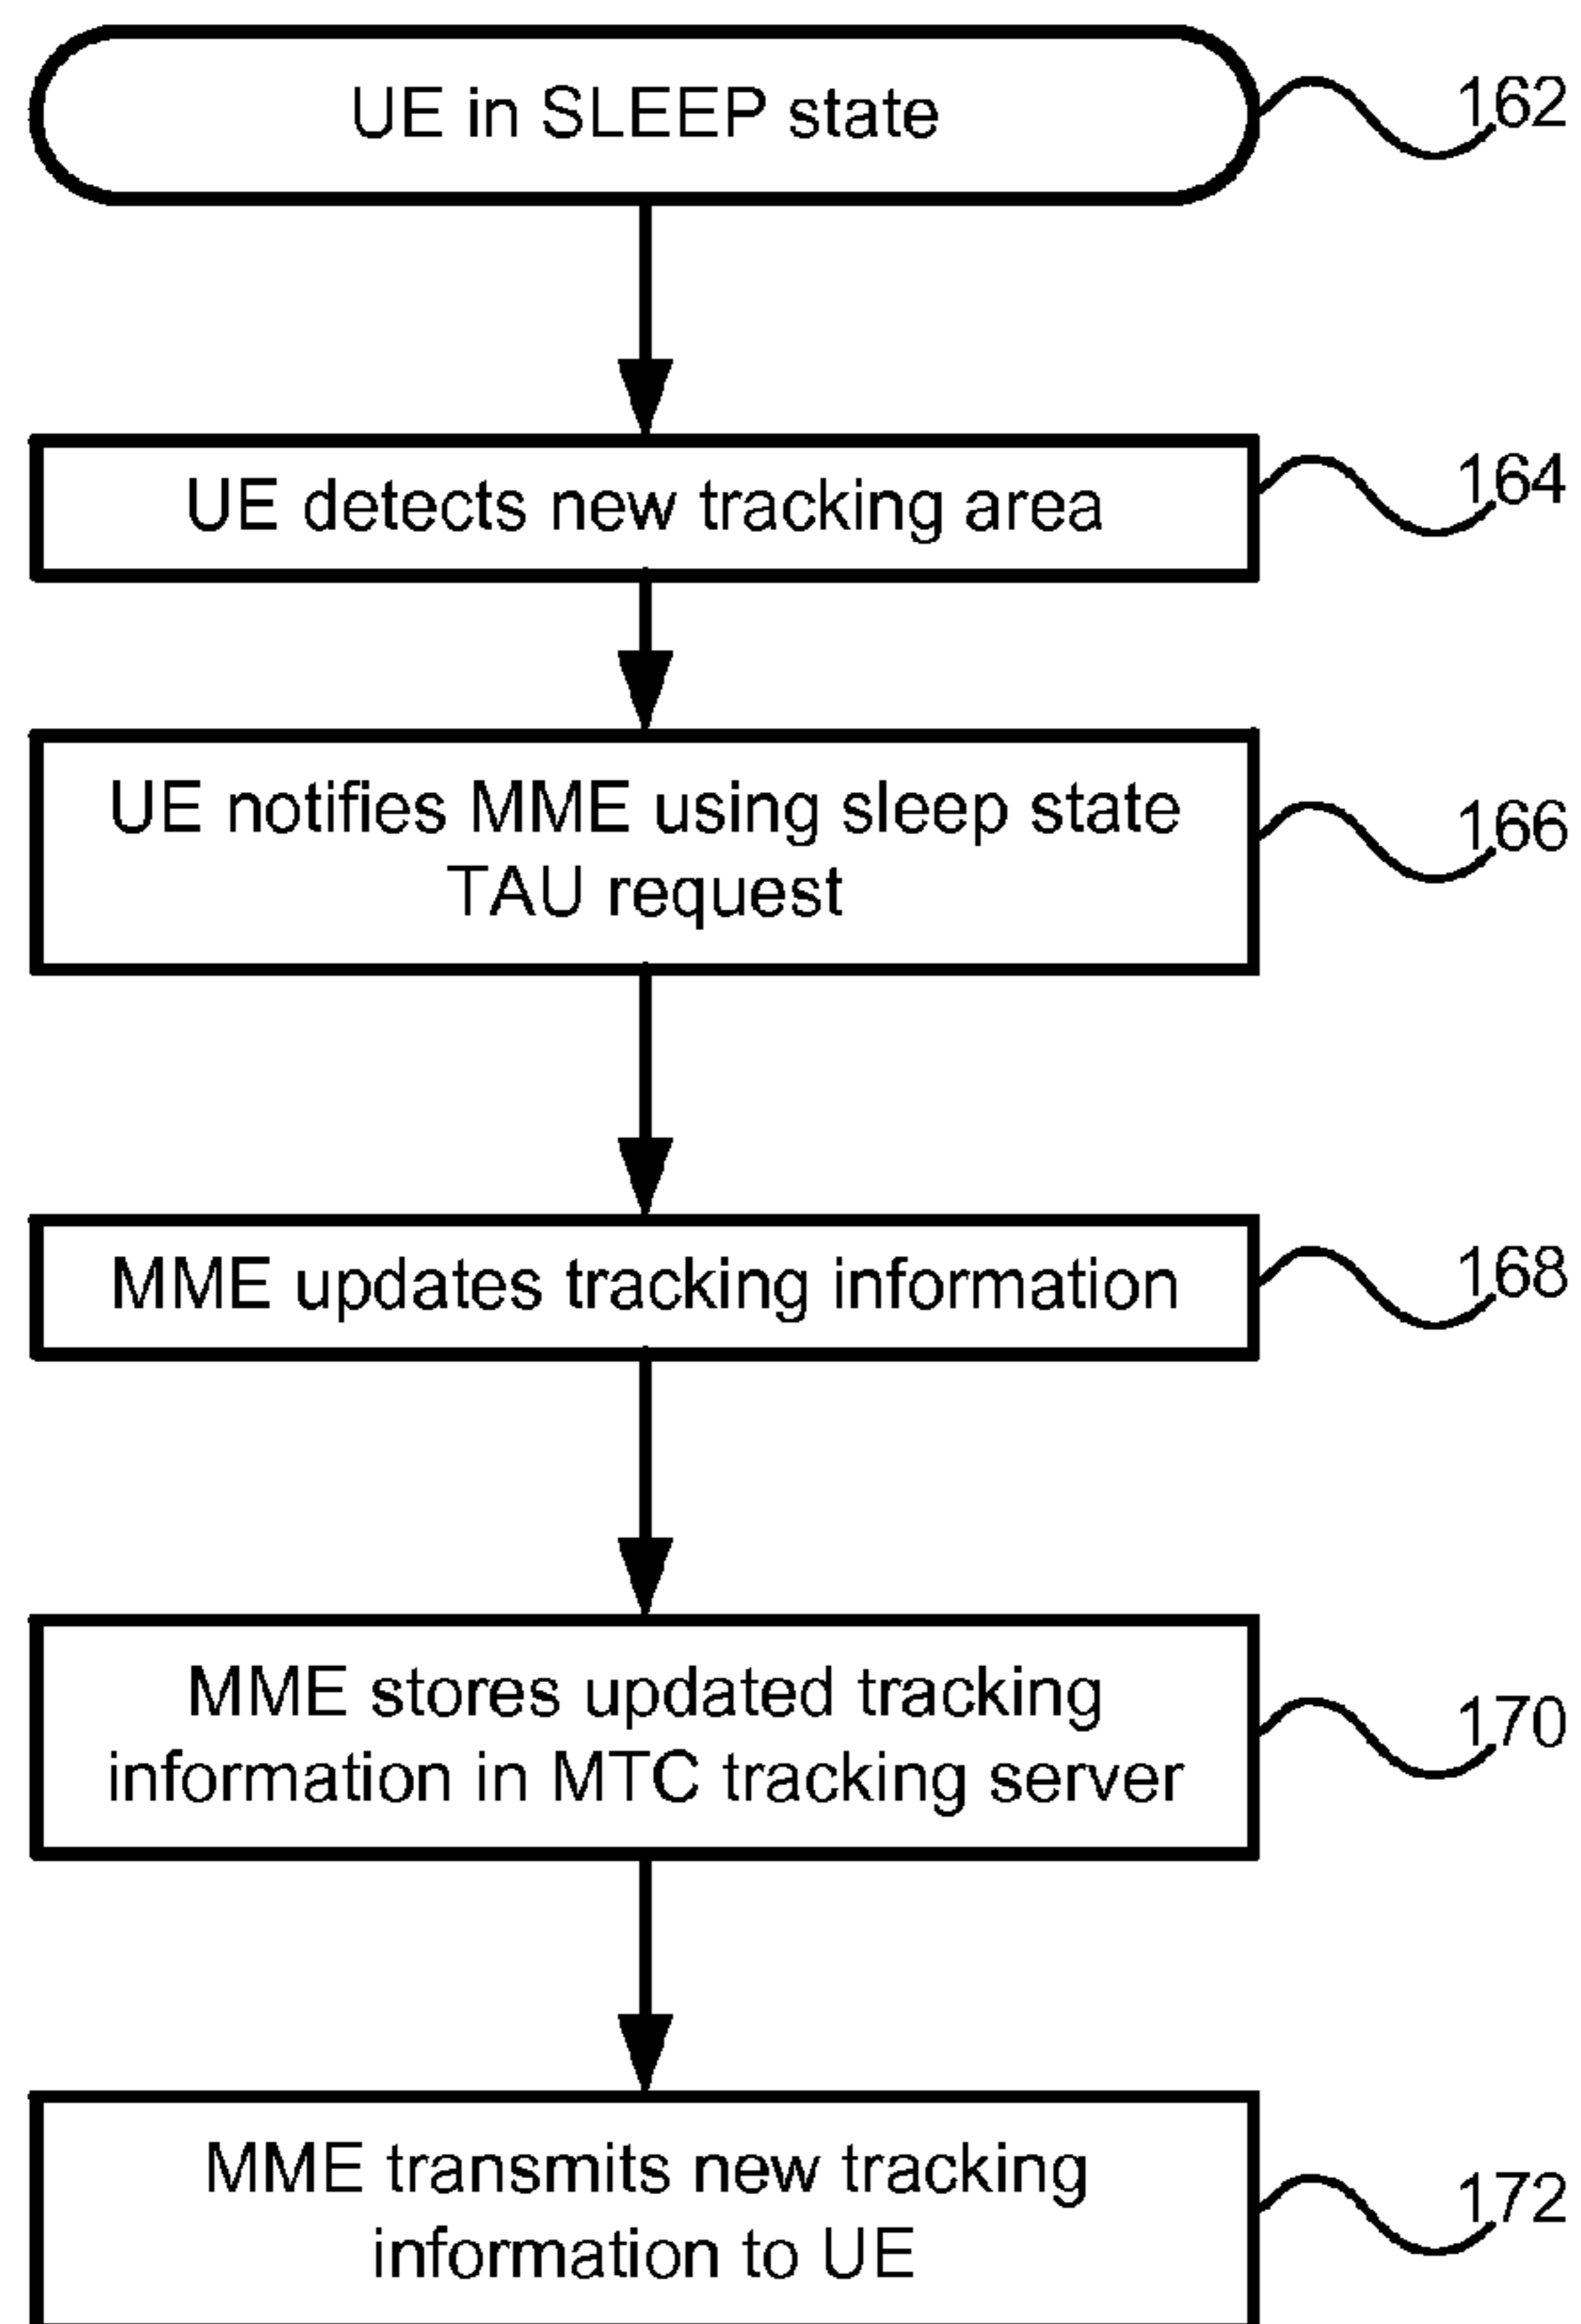 UE in SLEEP state
162
UE detects new tracking area
164
UE notifies MME using sleep state
TAU request
166
MME updates tracking information
168
MME stores updated tracking
information in MTC tracking server
170
MME transmits new tracking
information to UE
172